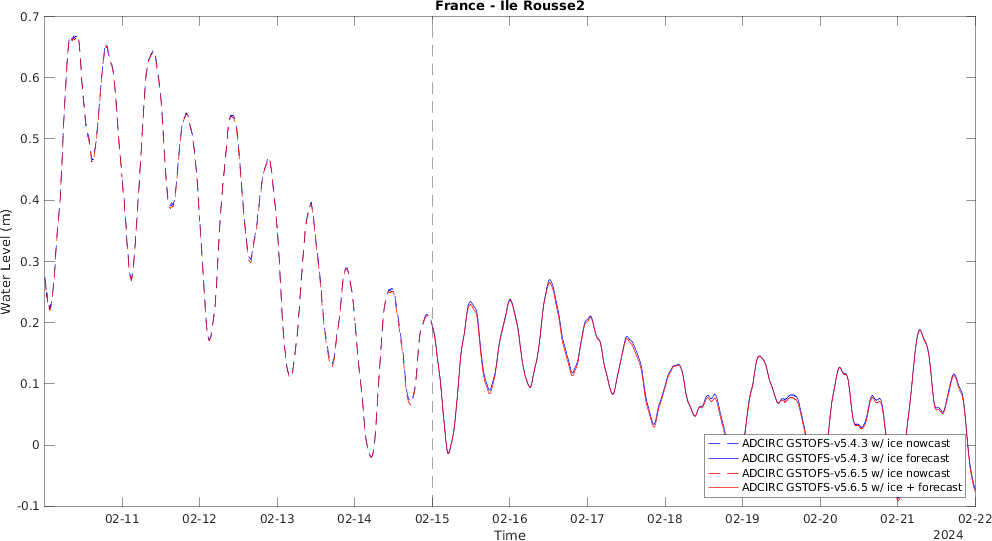 France - Ile Rousse2
0.7
0.6
0.5
0.4
0.3
0.2
0.1
0
-0.1
Water Level (m)
ADCIRC GSTOFS-v5.4.3 w/ ice nowcast
ADCIRC GSTOFS-v5.4.3 w/ ice forecast
ADCIRC GSTOFS-v5.6.5 w/ ice nowcast
ADCIRC GSTOFS-v5.6.5 w/ ice + forecast
02-11 02-12 02-13 02-14 02-15 02-16 02-17 02-18 02-19 02-20 02-21 02-22
Time
2024